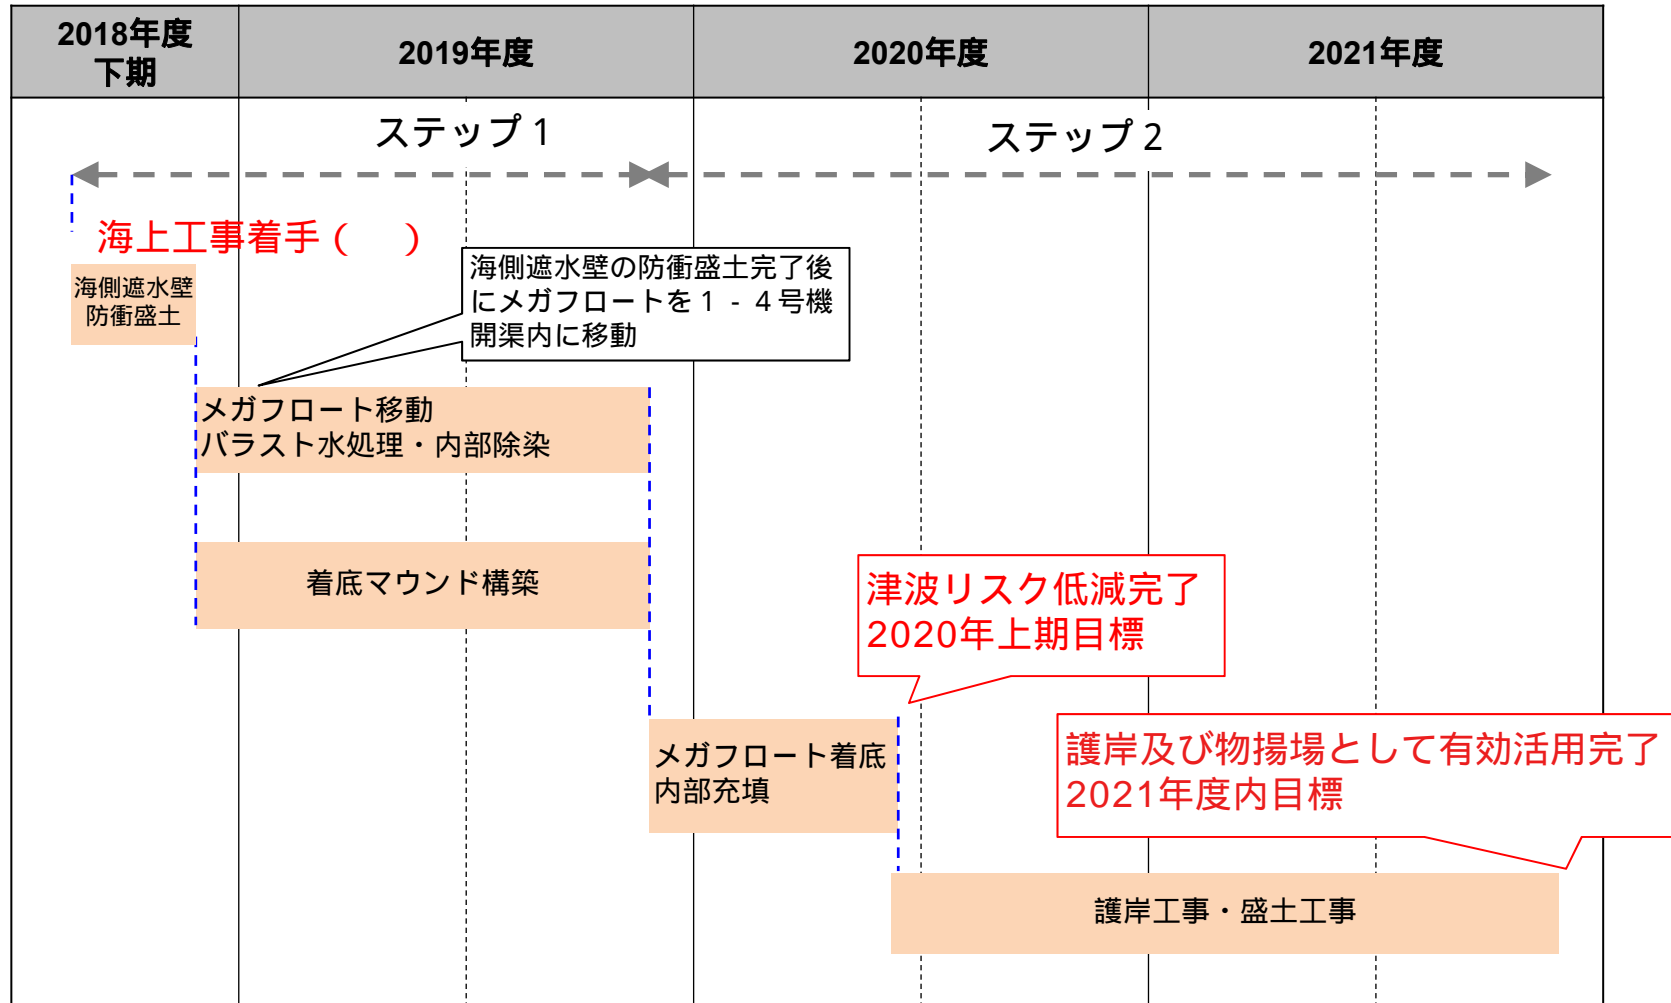 2018年度
下期
2019年度
2020年度
2021年度
ステップ1
ステップ2
海上工事着手(　)
海側遮水壁
防衝盛土
海側遮水壁の防衝盛土完了後
にメガフロートを1-4号機
開渠内に移動
メガフロート移動
バラスト水処理・内部除染
着底マウンド構築
津波リスク低減完了
2020年上期目標
メガフロート着底
内部充填
護岸及び物揚場として有効活用完了
2021年度内目標
護岸工事・盛土工事